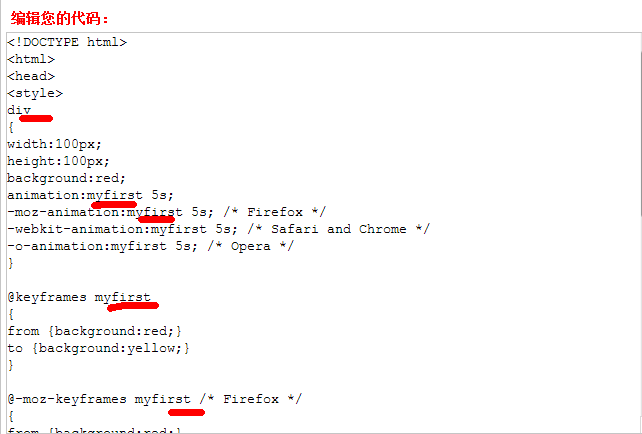 编辑您的代码：
<!DOCTYPE html>
<html>
<head>
<style>
div
{
width:100px;
height:100px;
background:red;
animation:myfirst 5s;
-moz-animation:myfirst 5s; /* Firefox */
-webkit-animation:myfirst 5s; /* Safari and Chrome */
-o-animation:myfirst 5s; /* Opera */
}

@keyframes myfirst
{
from {background:red;}
to {background:yellow;}
}

@-moz-keyframes myfirst /* Firefox */
{
from {background:red;}